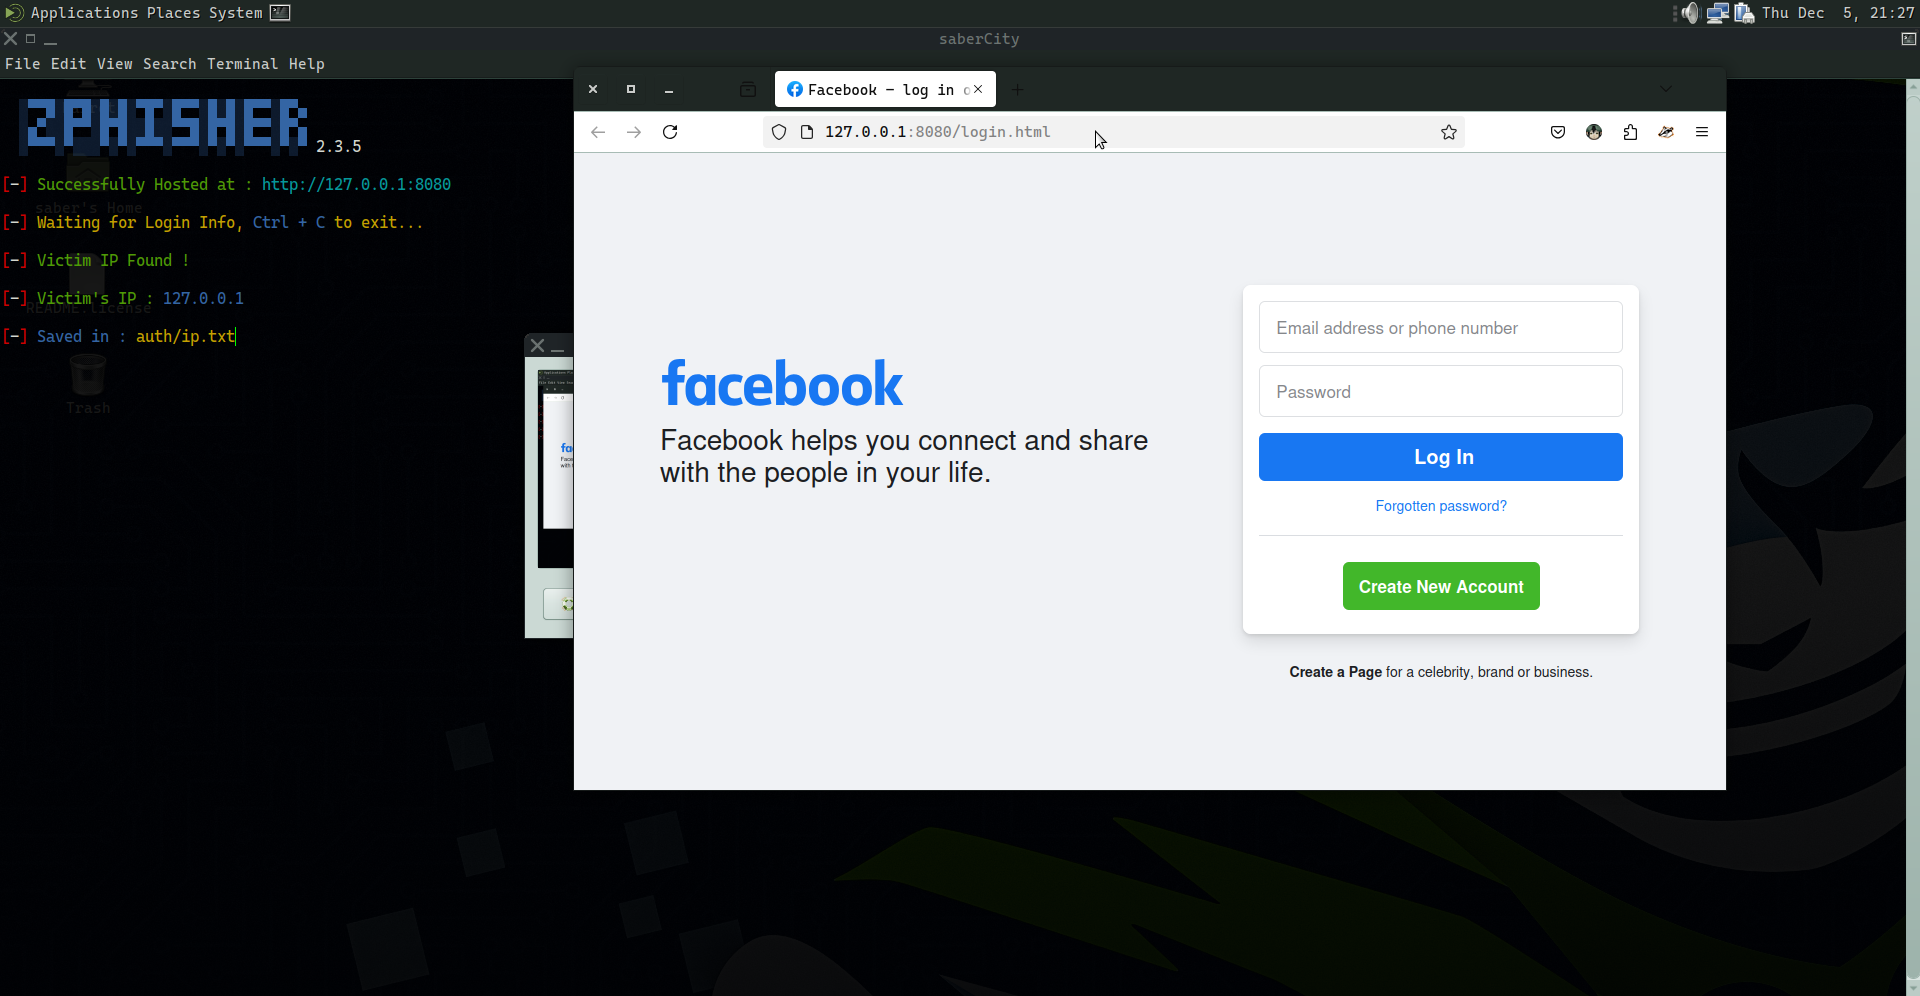 Applications Places System
Thu Dec  5, 21:27
saberCity
File Edit View Search Terminal Help
ZPHISHER 2.3.5
[-] Successfully Hosted at : http://127.0.0.1:8080
saber's Home
[-] Waiting for Login Info, Ctrl + C to exit...
[-] Victim IP Found !
[-] Victim's IP : 127.0.0.1
README.license
[-] Saved in : auth/ip.txt
Trash
Facebook – log in
127.0.0.1:8080/login.html
facebook
Facebook helps you connect and share
with the people in your life.
Email address or phone number
Password
Log In
Forgotten password?
Create New Account
Create a Page for a celebrity, brand or business.